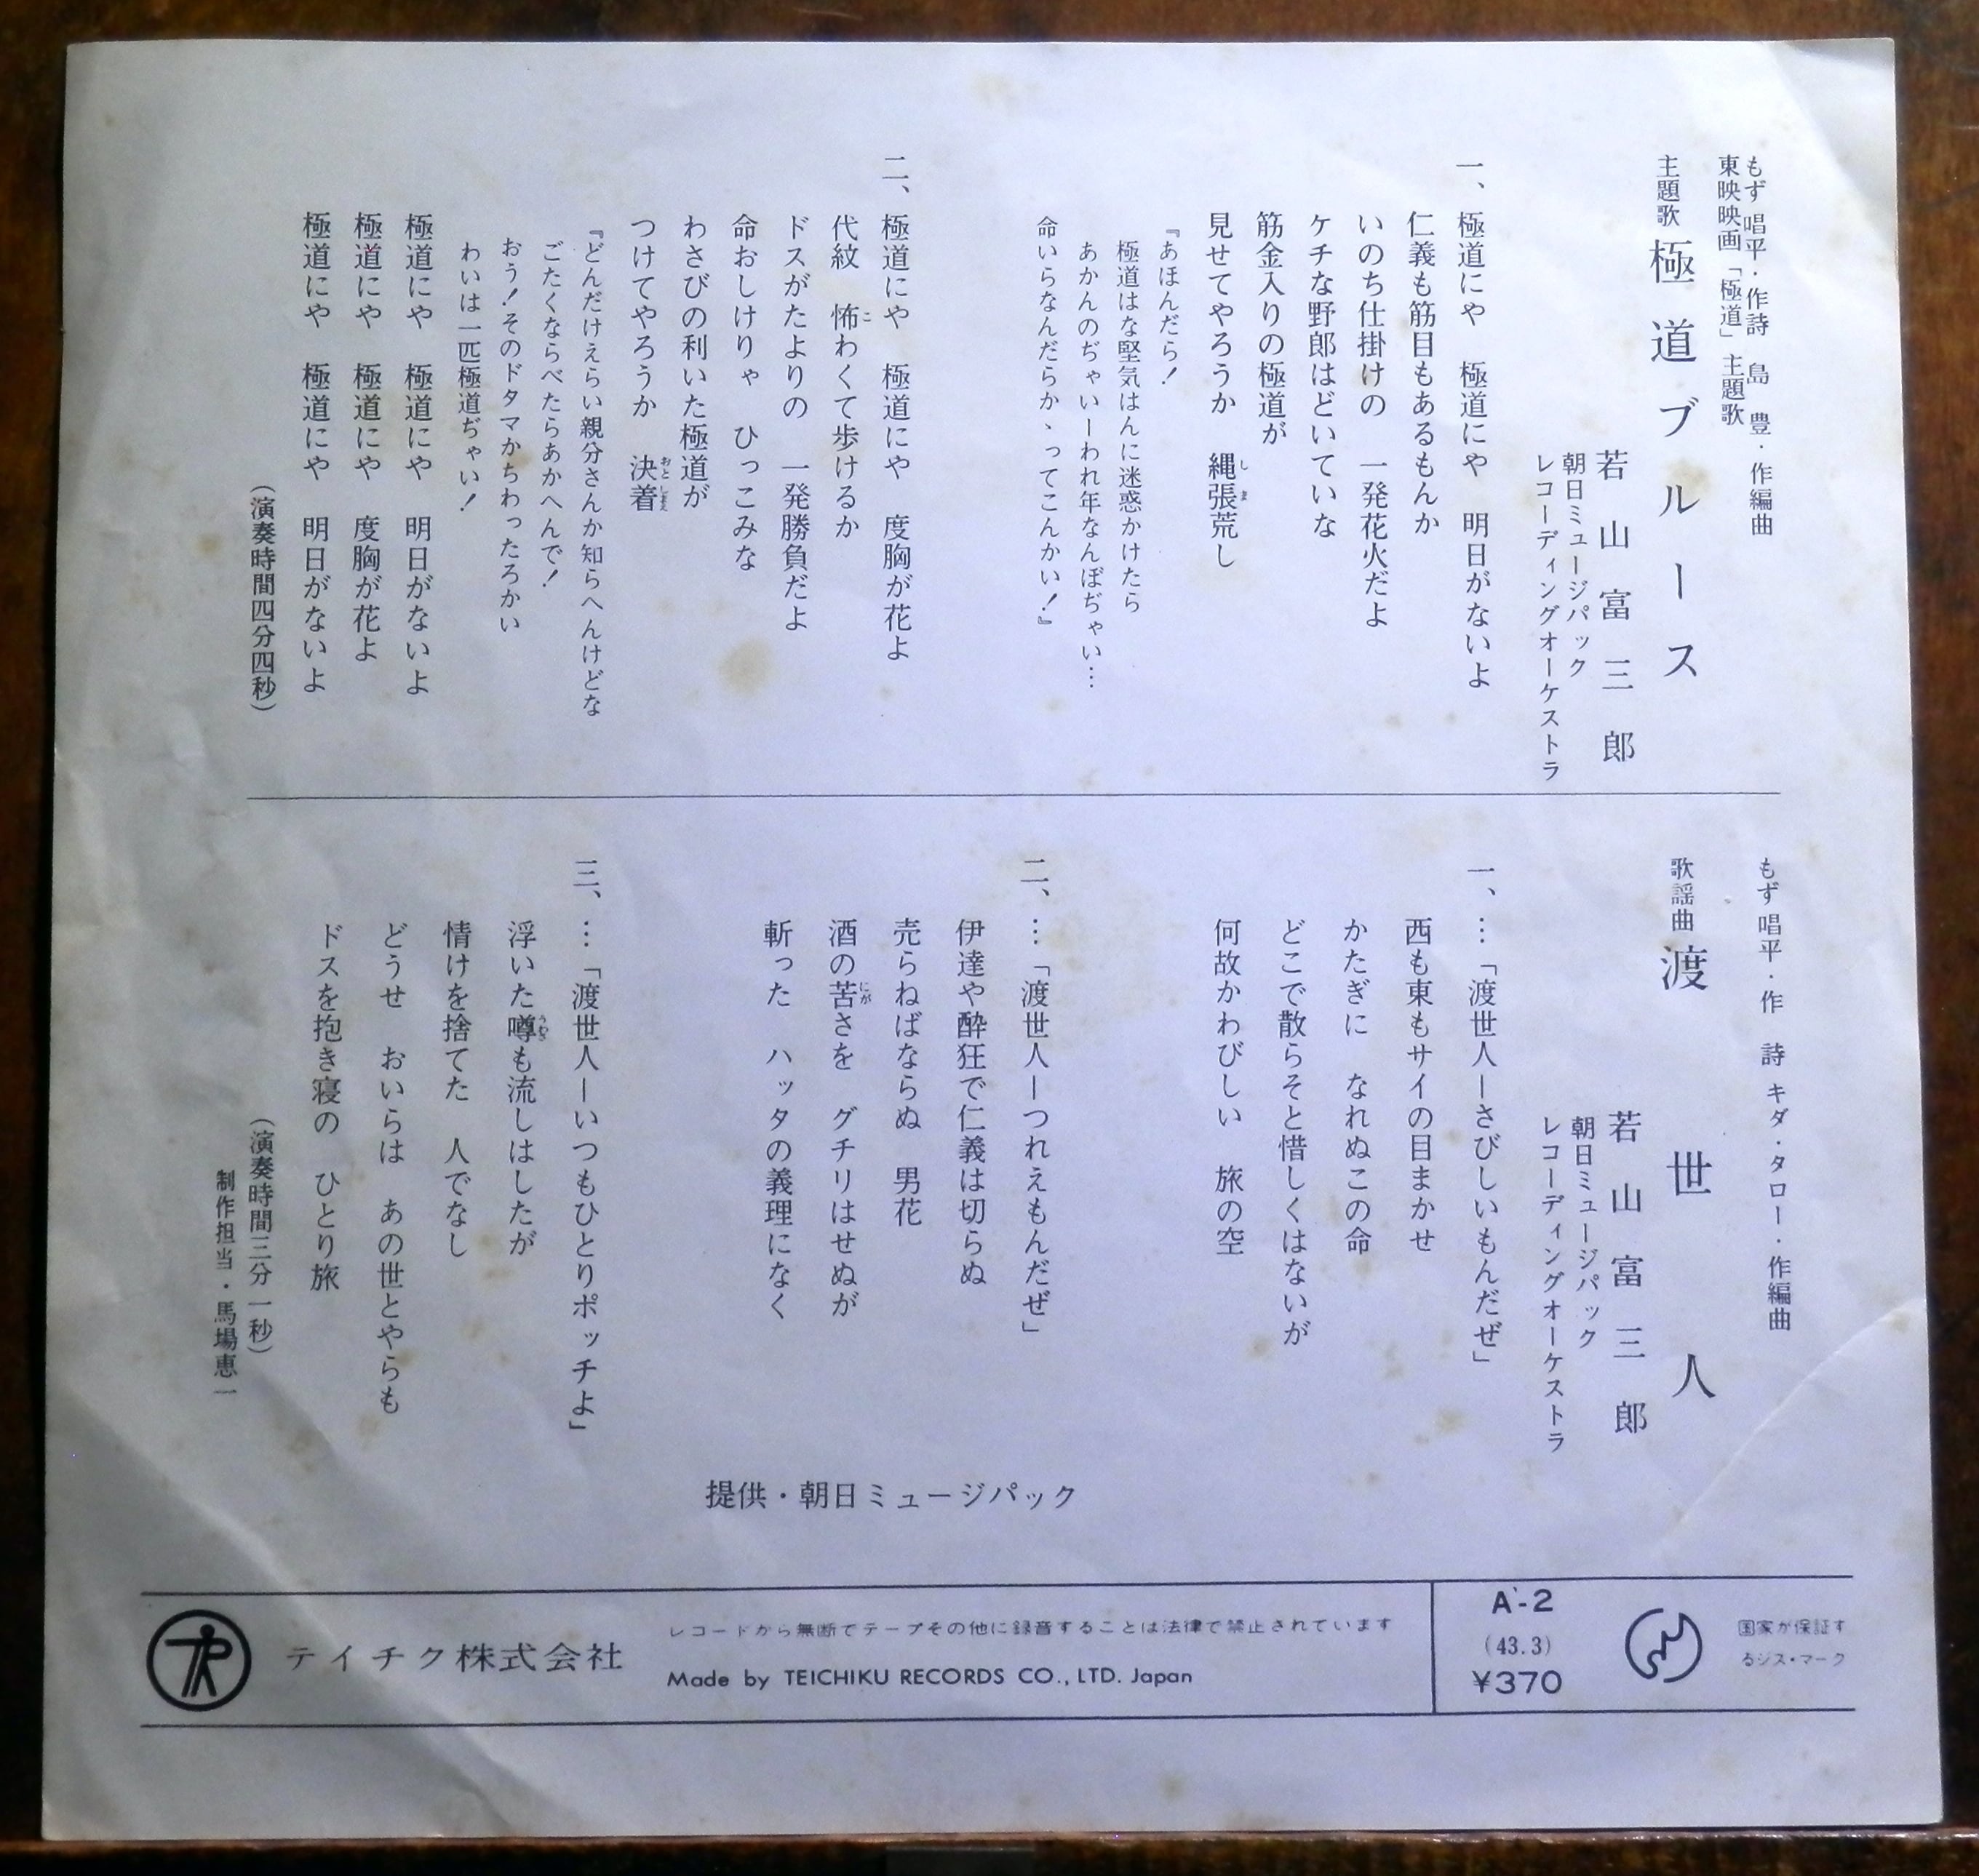 もず唱平・作詩 島 豊・作編曲
東映映画「極道」主題歌
主題歌 極道ブルース
若山富三郎
朝日ミュージパック
レコーディングオーケストラ
一、極道にや 極道にや 明日がないよ
仁義も筋目もあるもんか
いのち仕掛けの 一発花火だよ
ケチな野郎はどいていな
筋金入りの極道が
見せてやろうか 縄張荒し
『あほんだら!
極道はな堅気はんに迷惑かけたら
あかんのぢゃいーわれ年なんぼぢゃい…
命いらなんだらかゝってこんかい!』
二、極道にや 極道にや 度胸が花よ
代紋 怖わくて歩けるか
ドスがたよりの 一発勝負だよ
命おしけりゃ ひっこみな
わさびの利いた極道が
つけてやろうか 決着
『どんだけえらい親分さんか知らへんけどな
ごたくならべたらあかへんで!
おう!そのドタマかちわったろかい
わいは一匹極道ぢゃい!
極道にや 極道にや 明日がないよ
極道にや 極道にや 度胸が花よ
極道にや 極道にや 明日がないよ
(演奏時間四分四秒)
もず唱平・作 詩 キダ・タロー・作編曲
歌謡曲 渡世人
若山富三郎
朝日ミュージパック
レコーディングオーケストラ
一、…「渡世人ーさびしいもんだぜ」
西も東もサイの目まかせ
かたぎに なれぬこの命
どこで散らそと惜しくはないが
何故かわびしい 旅の空
二、…「渡世人ーつれえもんだぜ」
伊達や酔狂で仁義は切らぬ
売らねばならぬ 男花
酒の苦さを グチリはせぬが
斬った ハッタの義理になく
三、…「渡世人ーいつもひとりポッチよ」
浮いた噂も流しはしたが
情けを捨てた 人でなし
どうせ おいらは あの世とやらも
ドスを抱き寝の ひとり旅
(演奏時間三分一秒)
制作担当・馬場恵一
提供・朝日ミュージパック
テイチク株式会社
レコードから無断でテープその他に録音することは法律で禁止されています
Made by TEICHIKU RECORDS CO., LTD. Japan
A-2
(43.3)
¥370
国家が保証す
るジス・マーク